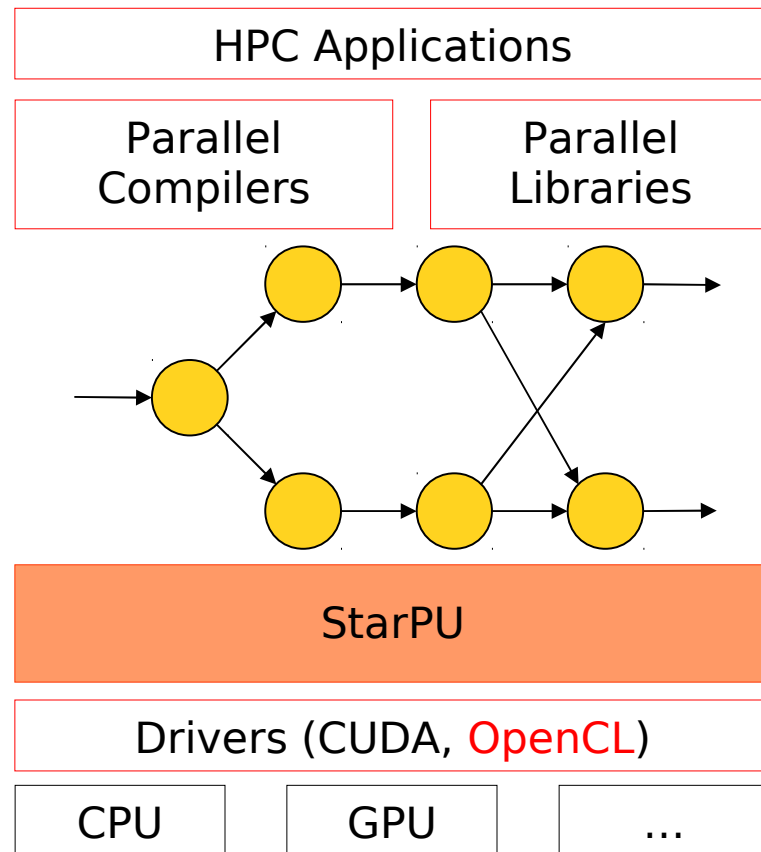 HPC Applications
Parallel
Compilers
Parallel
Libraries
StarPU
Drivers (CUDA, OpenCL)
CPU
GPU
...